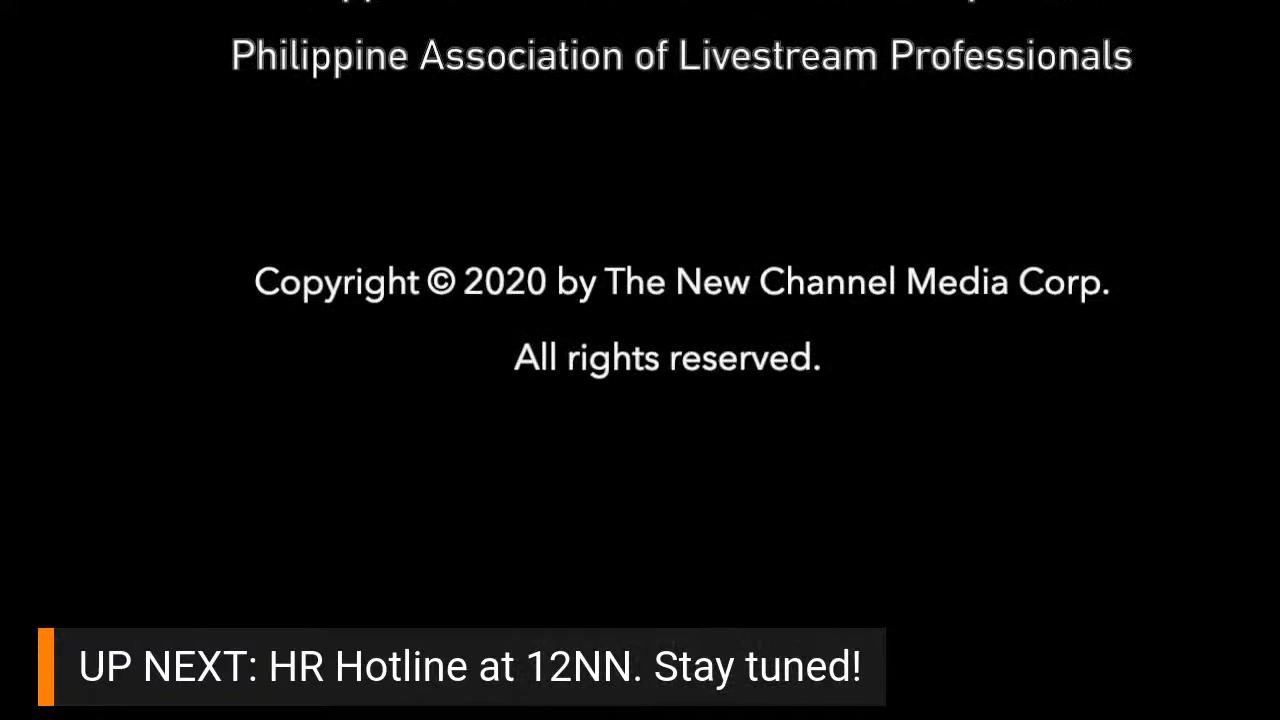 Philippine Association of Livestream Professionals
Copyright © 2020 by The New Channel Media Corp.
All rights reserved.
UP NEXT: HR Hotline at 12NN. Stay tuned!